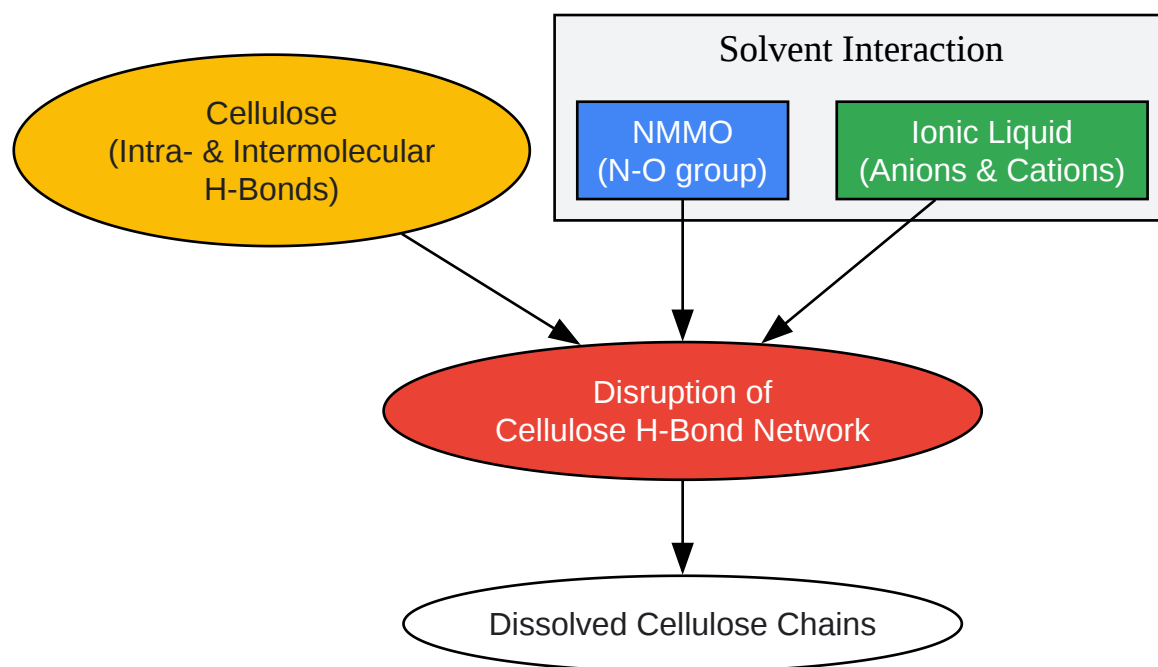 Solvent Interaction
Cellulose
(Intra- & Intermolecular
H-Bonds)
NMMO
(N-O group)
Ionic Liquid
(Anions & Cations)
Disruption of
Cellulose H-Bond Network
Dissolved Cellulose Chains